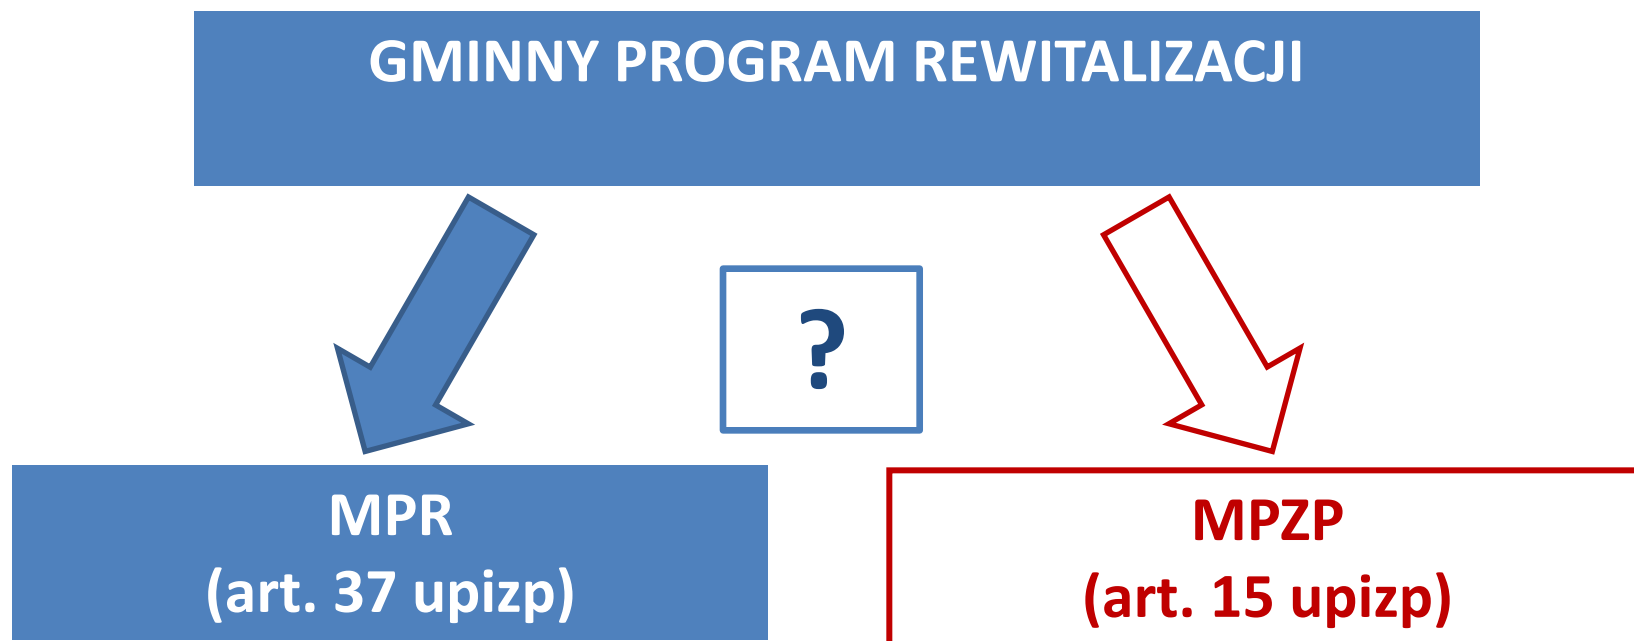 GMINNY PROGRAM REWITALIZACJI
?
MPR
(art. 37 upizp)
MPZP
(art. 15 upizp)